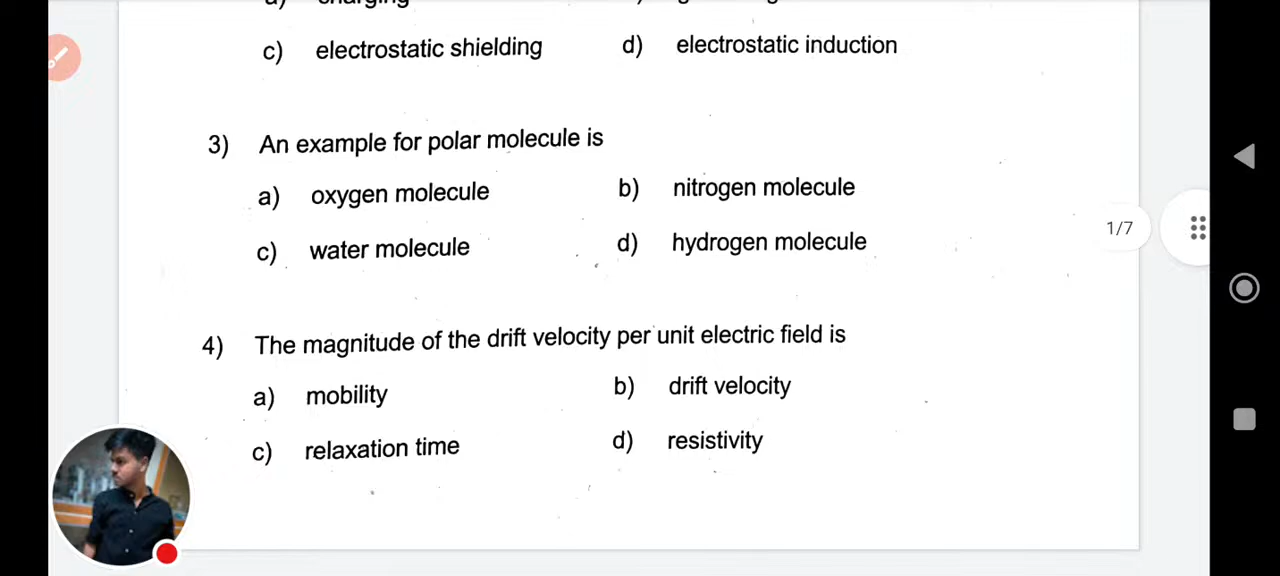 c) electrostatic shielding d) electrostatic induction
3) An example for polar molecule is
a) oxygen molecule b) nitrogen molecule
c) water molecule d) hydrogen molecule
1/7
4) The magnitude of the drift velocity per unit electric field is
a) mobility b) drift velocity
c) relaxation time d) resistivity